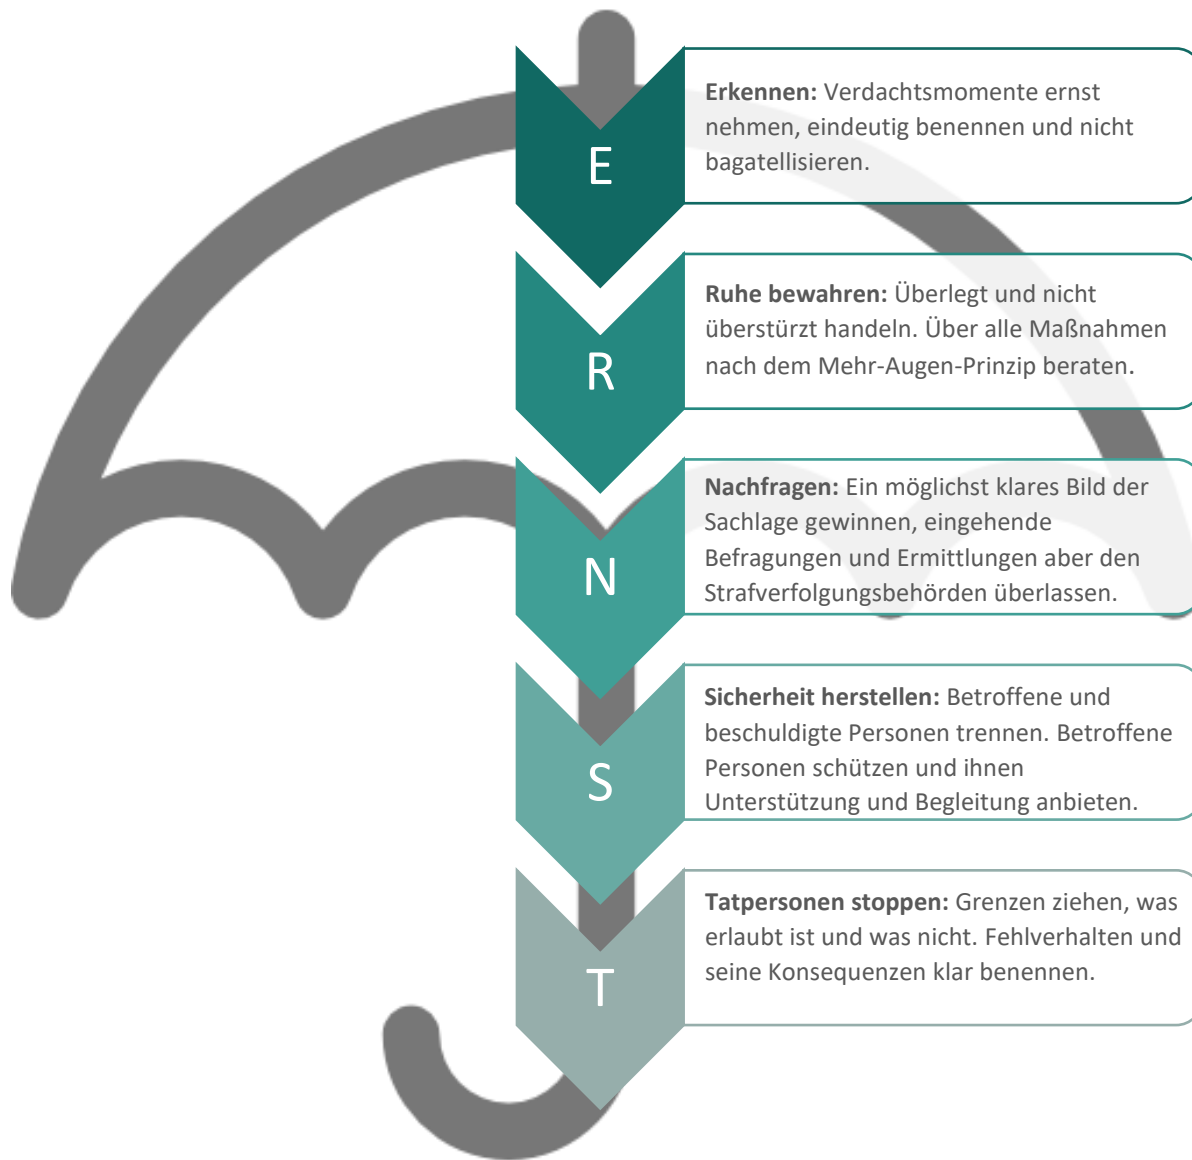 E
Erkennen: Verdachtsmomente ernst
nehmen, eindeutig benennen und nicht
bagatellisieren.
R
Ruhe bewahren: Überlegt und nicht
überstürzt handeln. Über alle Maßnahmen
nach dem Mehr-Augen-Prinzip beraten.
N
Nachfragen: Ein möglichst klares Bild der
Sachlage gewinnen, eingehende
Befragungen und Ermittlungen aber den
Strafverfolgungsbehörden überlassen.
S
Sicherheit herstellen: Betroffene und
beschuldigte Personen trennen. Betroffene
Personen schützen und ihnen
Unterstützung und Begleitung anbieten.
T
Tatpersonen stoppen: Grenzen ziehen, was
erlaubt ist und was nicht. Fehlverhalten und
seine Konsequenzen klar benennen.